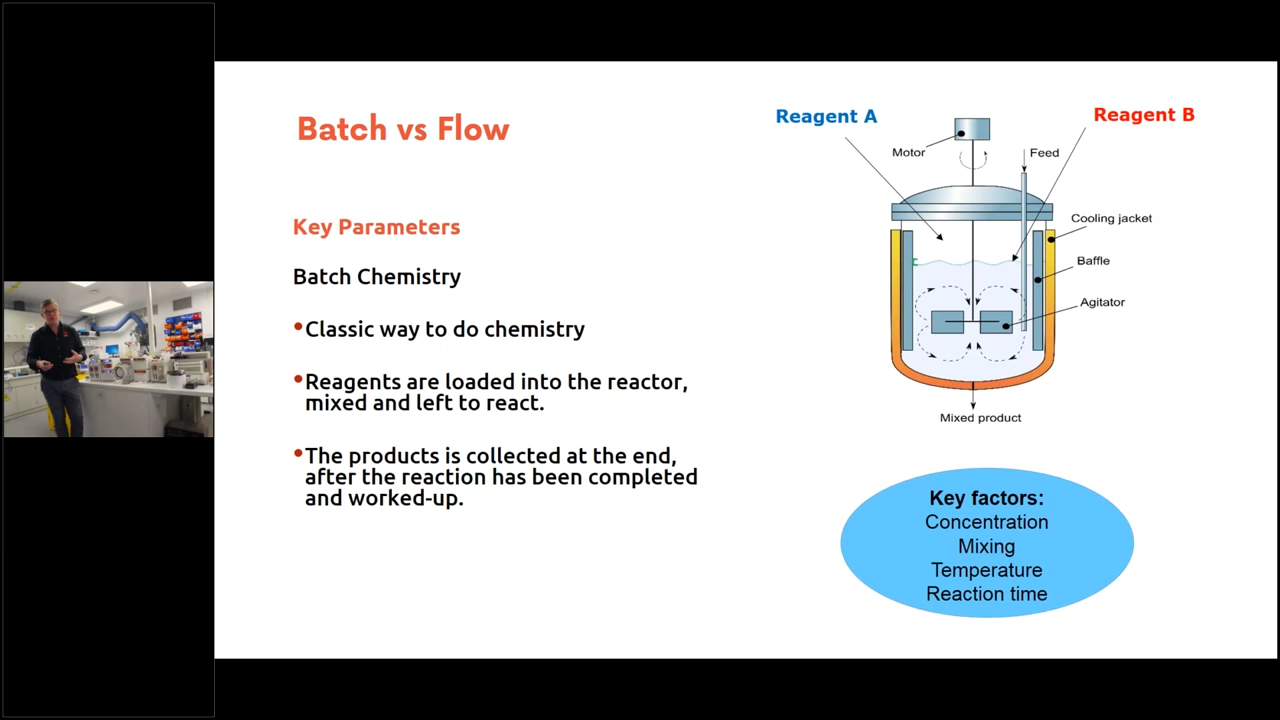 Batch vs Flow
Key Parameters
Batch Chemistry
•Classic way to do chemistry
•Reagents are loaded into the reactor,
mixed and left to react.
•The products is collected at the end,
after the reaction has been completed
and worked-up.
Reagent A
Reagent B
Motor
Feed
Cooling jacket
Baffle
Agitator
Mixed product
Key factors:
Concentration
Mixing
Temperature
Reaction time